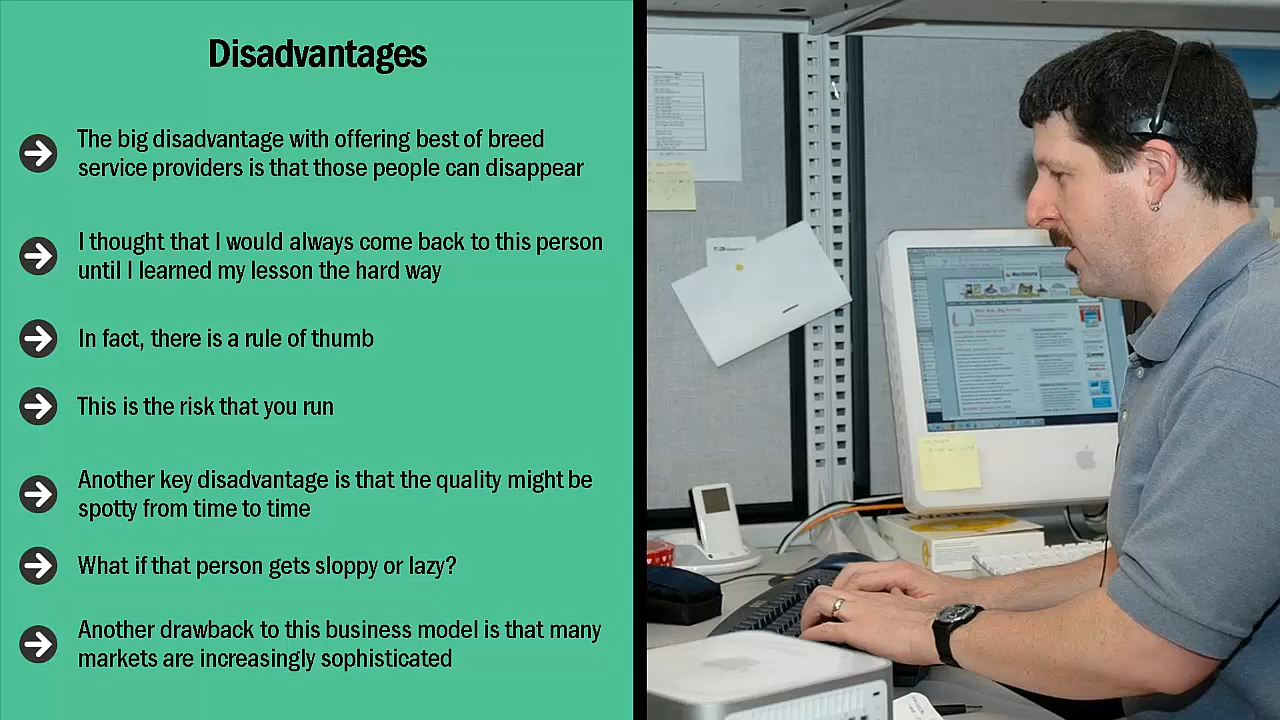 Disadvantages
The big disadvantage with offering best of breed
service providers is that those people can disappear
I thought that I would always come back to this person
until I learned my lesson the hard way
In fact, there is a rule of thumb
This is the risk that you run
Another key disadvantage is that the quality might be
spotty from time to time
What if that person gets sloppy or lazy?
Another drawback to this business model is that many
markets are increasingly sophisticated